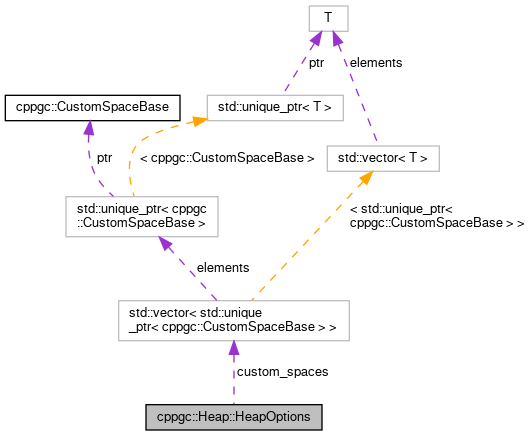 T
ptr
elements
cppgc::CustomSpaceBase
std::unique_ptr< T >
ptr
< cppgc::CustomSpaceBase >
std::vector< T >
std::unique_ptr< cppgc
::CustomSpaceBase >
< std::unique_ptr<
cppgc::CustomSpaceBase > >
elements
std::vector< std::unique
_ptr< cppgc::CustomSpaceBase > >
custom_spaces
cppgc::Heap::HeapOptions